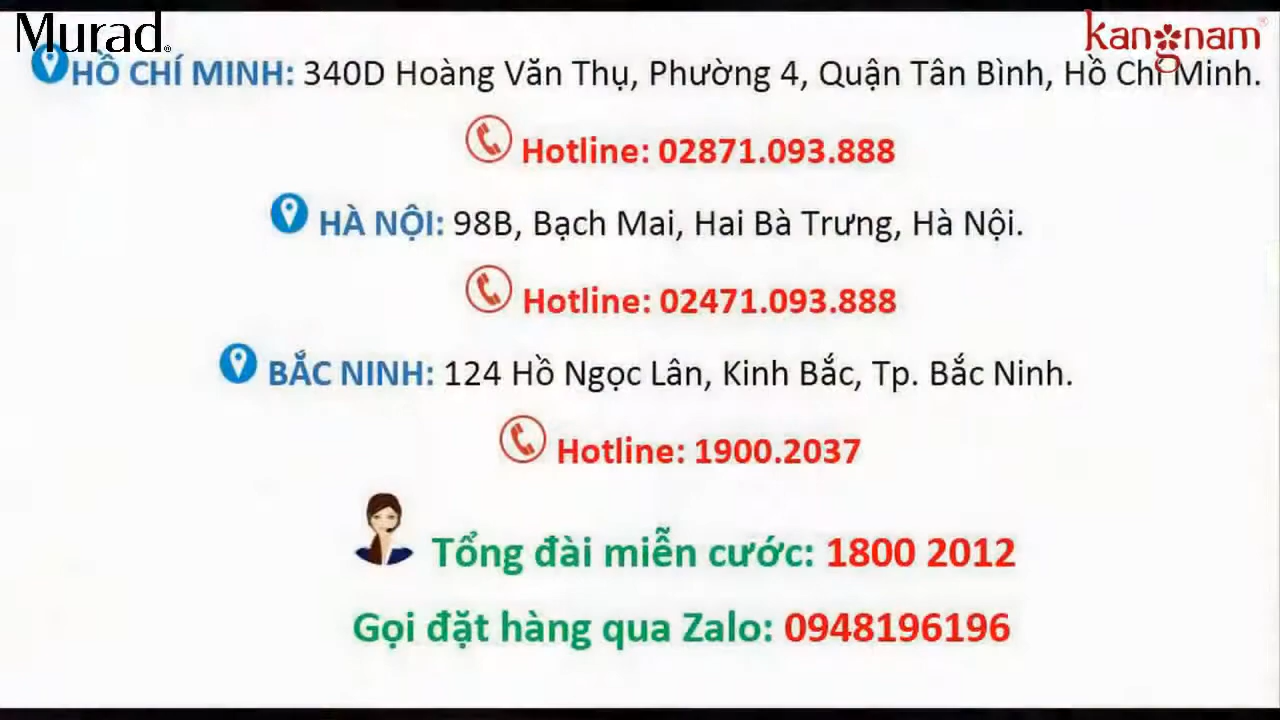 Murad®
kangnam®
HỒ CHÍ MINH: 340D Hoàng Văn Thụ, Phường 4, Quận Tân Bình, Hồ Chí Minh.
Hotline: 02871.093.888
HÀ NỘI: 98B, Bạch Mai, Hai Bà Trưng, Hà Nội.
Hotline: 02471.093.888
BẮC NINH: 124 Hồ Ngọc Lân, Kinh Bắc, Tp. Bắc Ninh.
Hotline: 1900.2037
Tổng đài miễn cước: 1800 2012
Gọi đặt hàng qua Zalo: 0948196196